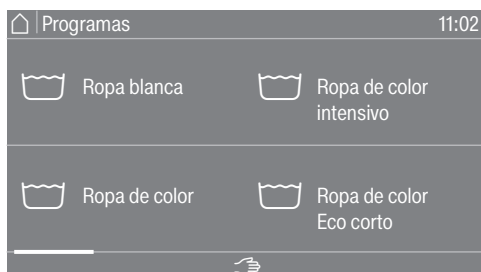 Programas 11:02
Ropa blanca
Ropa de color
intensivo
Ropa de color
Ropa de color
Eco corto